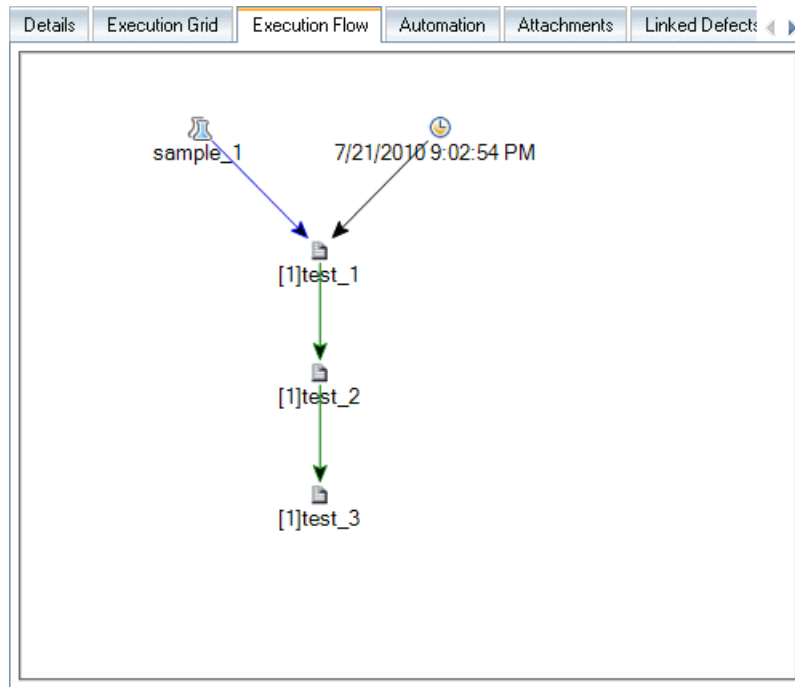 Details Execution Grid Execution Flow Automation Attachments Linked Defects
sample_1 7/21/2010 9:02:54 PM
[1]test_1
[1]test_2
[1]test_3